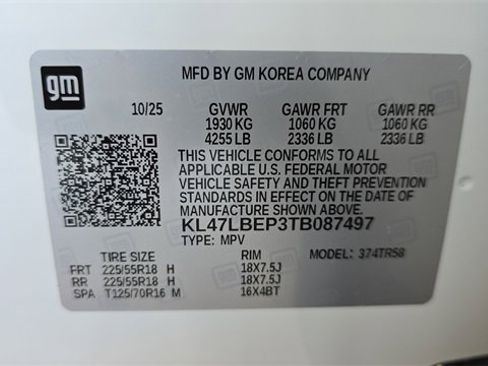 gm
MFD BY GM KOREA COMPANY
10/25 GVWR GAWR FRT GAWR RR
1930 KG 1060 KG 1060 KG
4255 LB 2336 LB 2336 LB
THIS VEHICLE CONFORMS TO ALL
APPLICABLE U.S. FEDERAL MOTOR
VEHICLE SAFETY AND THEFT PREVENTION
STANDARDS IN EFFECT ON THE DATE OF
MANUFACTURE SHOWN ABOVE.
KL47LBEP3TB087497
TYPE: MPV
TIRE SIZE RIM MODEL: 374TR58
FRT 225/55R18 H 18X7.5J
RR 225/55R18 H 18X7.5J
SPA T125/70R16 M 16X4BT